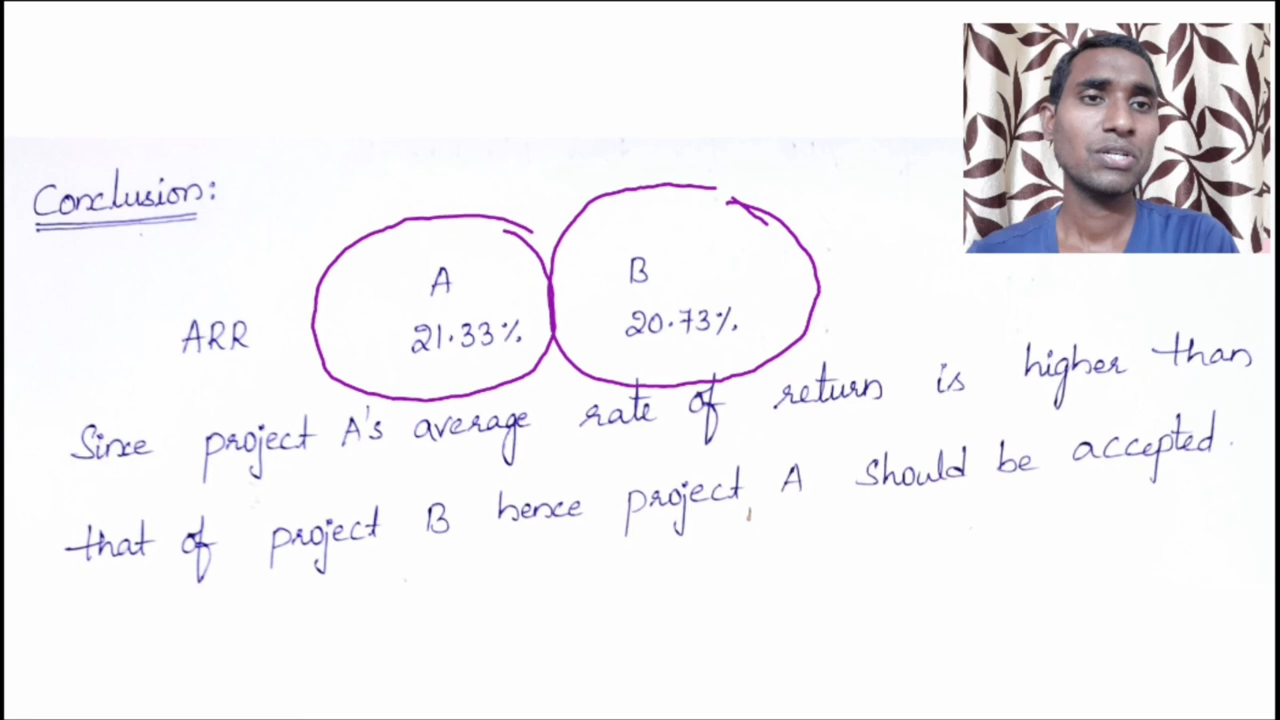 Conclusion:
A B
ARR 21.33% 20.73%
Since project A's average rate of return is higher than
that of project B hence project A should be accepted.